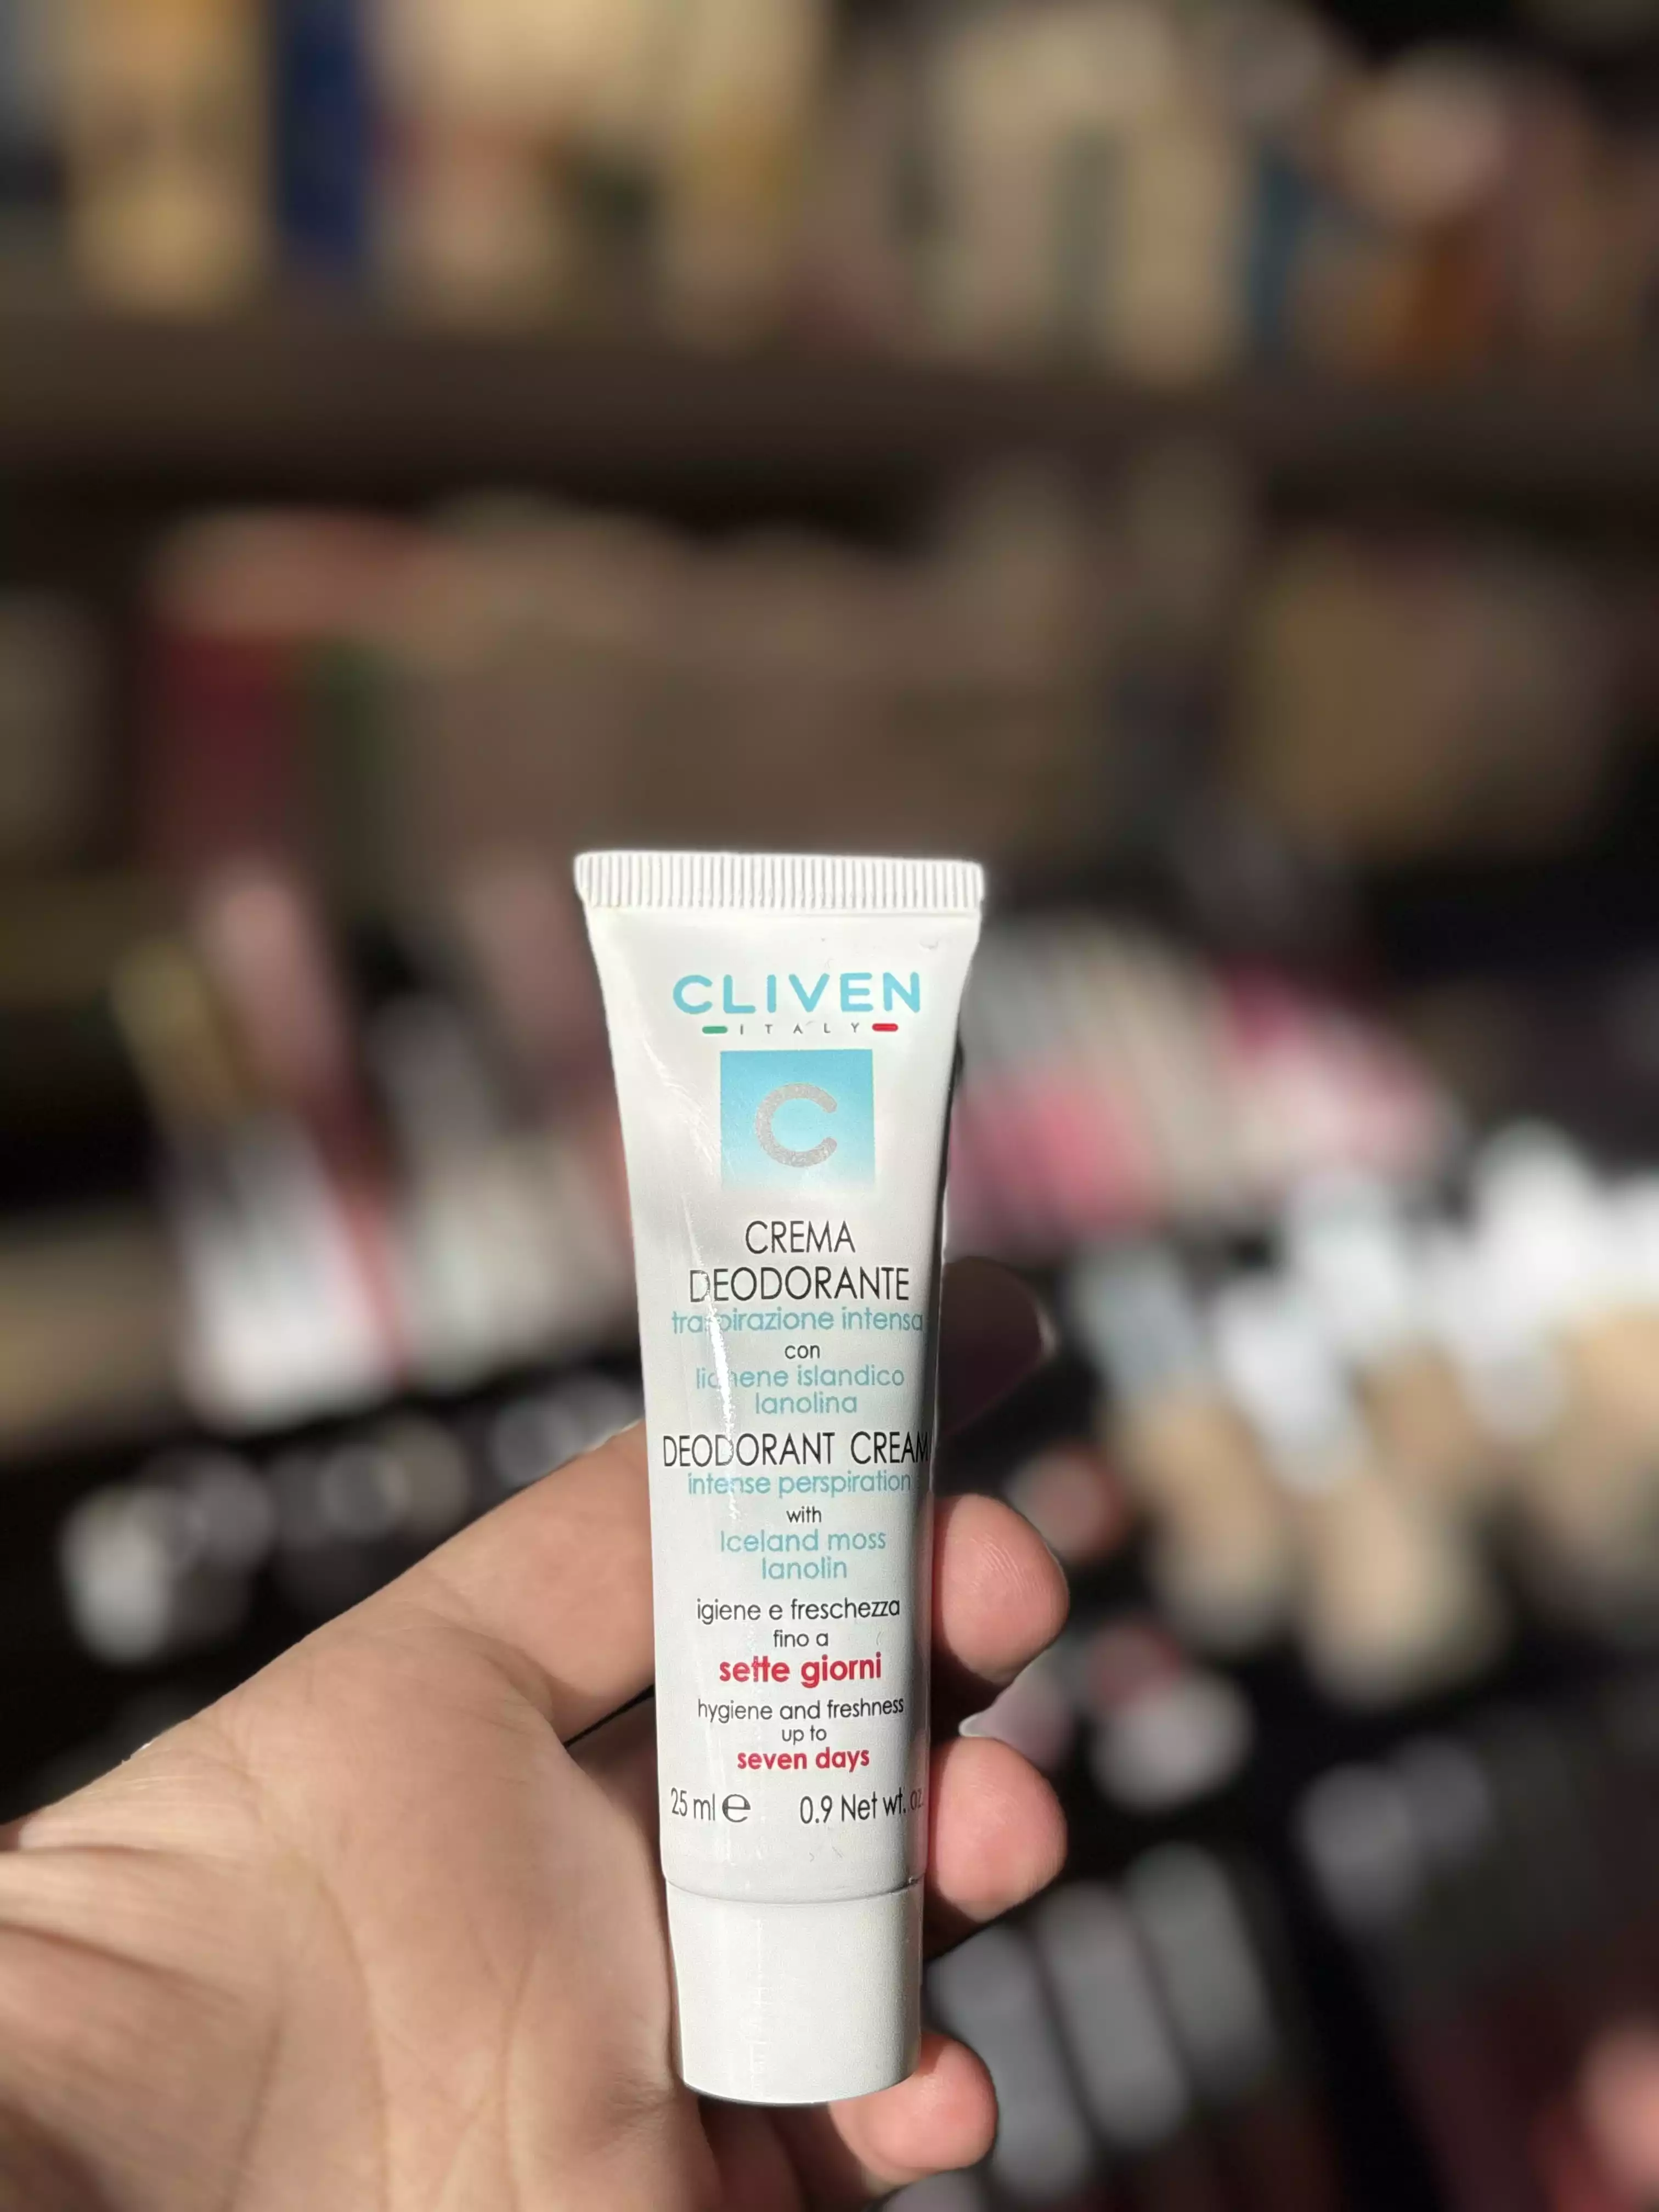 CLIVEN
ITALY
C
CREMA
DEODORANTE
traspirazione intensa
con
lichene islandico
lanolina
DEODORANT CREAM
intense perspiration
with
Iceland moss
lanolin
igiene e freschezza
fino a
sette giorni
hygiene and freshness
up to
seven days
25 ml e 0.9 Net wt. oz.